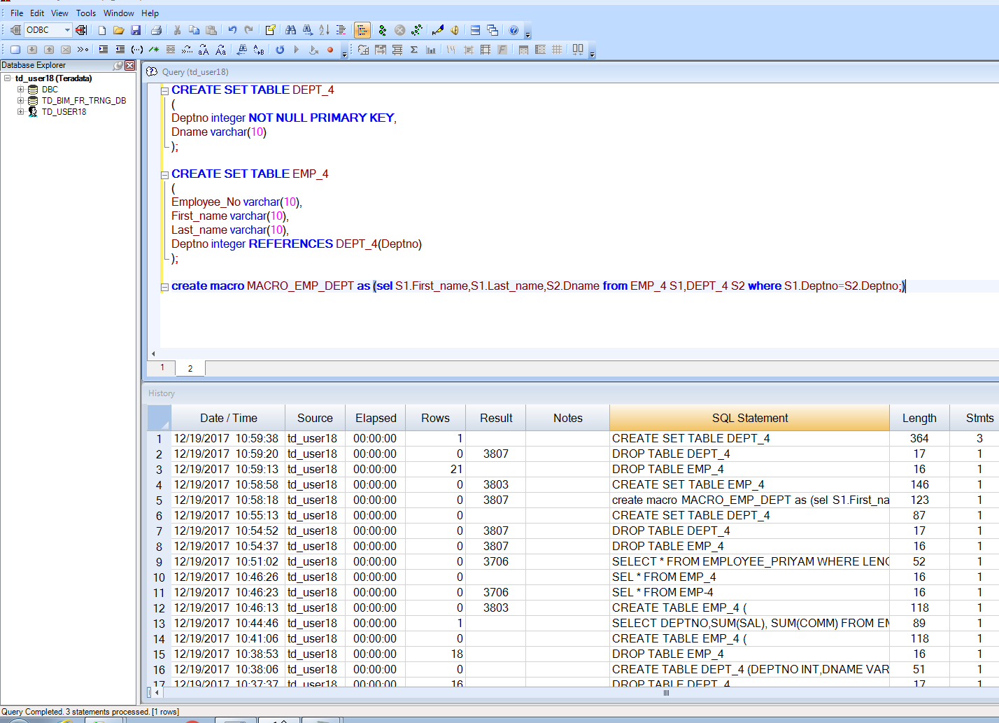 File Edit View Tools Window Help
ODBC
Database Explorer
td_user18 (Teradata)
DBC
TD_BIM_FR_TRNG_DB
TD_USER18
Query (td_user18)
CREATE SET TABLE DEPT_4
(
Deptno integer NOT NULL PRIMARY KEY,
Dname varchar(10)
);
CREATE SET TABLE EMP_4
(
Employee_No varchar(10),
First_name varchar(10),
Last_name varchar(10),
Deptno integer REFERENCES DEPT_4(Deptno)
);
create macro MACRO_EMP_DEPT as (sel S1.First_name,S1.Last_name,S2.Dname from EMP_4 S1,DEPT_4 S2 where S1.Deptno=S2.Deptno;)
1 2
History
Date / Time Source Elapsed Rows Result Notes SQL Statement Length Stmts
1 12/19/2017 10:59:38 td_user18 00:00:00 1 CREATE SET TABLE DEPT_4 364 3
2 12/19/2017 10:59:20 td_user18 00:00:00 0 3807 DROP TABLE DEPT_4 17 1
3 12/19/2017 10:59:13 td_user18 00:00:00 21 DROP TABLE EMP_4 16 1
4 12/19/2017 10:58:58 td_user18 00:00:00 0 3803 CREATE SET TABLE EMP_4 146 1
5 12/19/2017 10:58:18 td_user18 00:00:00 0 3807 create macro MACRO_EMP_DEPT as (sel S1.First_na 123 1
6 12/19/2017 10:55:13 td_user18 00:00:00 0 CREATE SET TABLE DEPT_4 87 1
7 12/19/2017 10:54:52 td_user18 00:00:00 0 3807 DROP TABLE DEPT_4 17 1
8 12/19/2017 10:54:37 td_user18 00:00:00 0 3807 DROP TABLE EMP_4 16 1
9 12/19/2017 10:51:02 td_user18 00:00:00 0 3706 SELECT * FROM EMPLOYEE_PRIYAM WHERE LENG 52 1
10 12/19/2017 10:46:26 td_user18 00:00:00 0 SEL * FROM EMP_4 16 1
11 12/19/2017 10:46:23 td_user18 00:00:00 0 3706 SEL * FROM EMP-4 16 1
12 12/19/2017 10:46:13 td_user18 00:00:00 0 3803 CREATE TABLE EMP_4 ( 118 1
13 12/19/2017 10:44:46 td_user18 00:00:00 1 SELECT DEPTNO,SUM(SAL), SUM(COMM) FROM EM 89 1
14 12/19/2017 10:41:06 td_user18 00:00:00 0 CREATE TABLE EMP_4 ( 118 1
15 12/19/2017 10:38:53 td_user18 00:00:00 18 DROP TABLE EMP_4 16 1
16 12/19/2017 10:38:06 td_user18 00:00:00 0 CREATE TABLE DEPT_4 (DEPTNO INT,DNAME VAR 51 1
17 12/19/2017 10:37:37 td_user18 00:00:00 16 DROP TABLE DEPT_4 17 1
Query Completed. 3 statements processed. [1 rows]